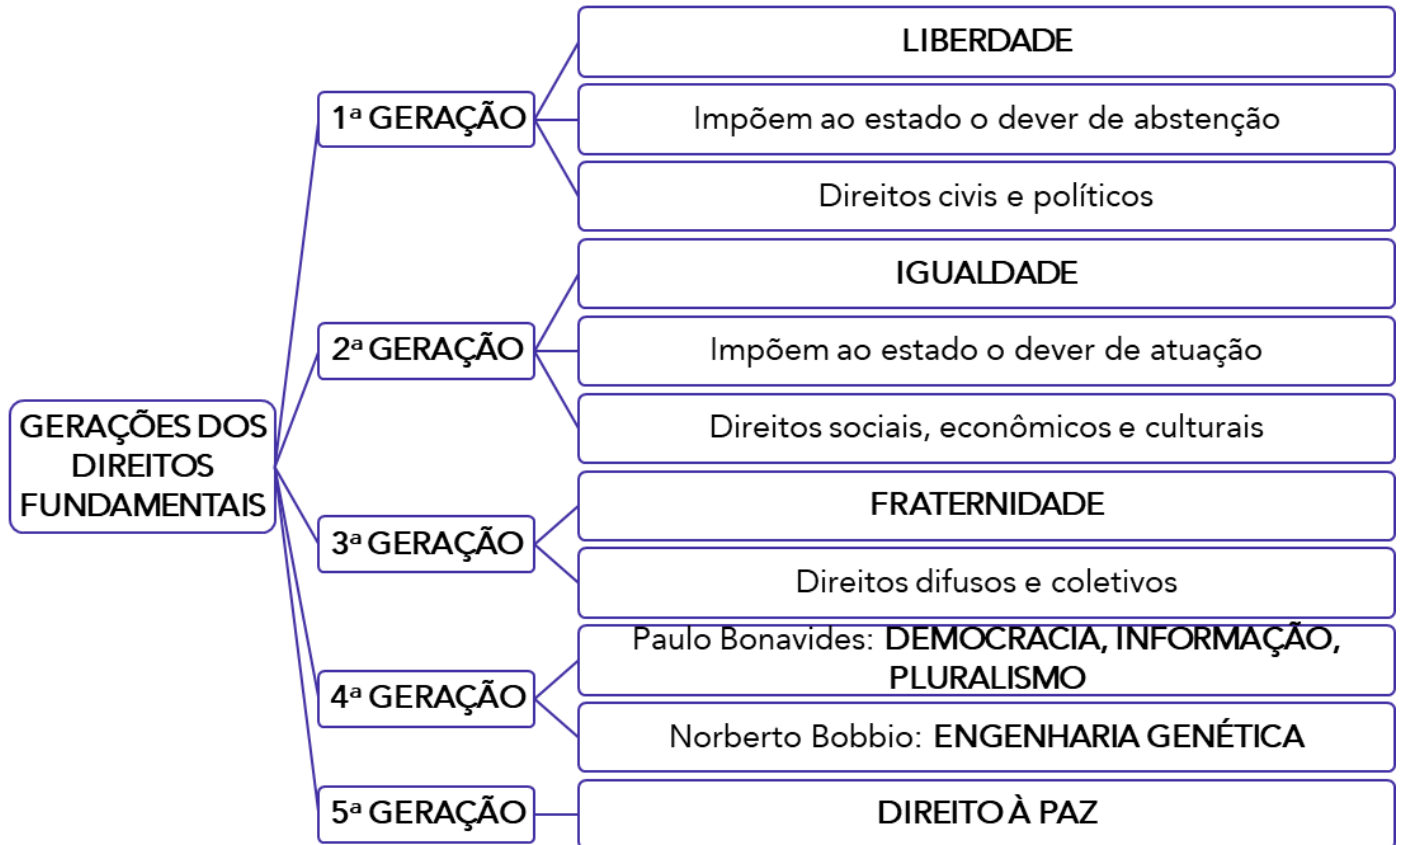 GERAÇÕES DOS
DIREITOS
FUNDAMENTAIS
1ª GERAÇÃO
LIBERDADE
Impõem ao estado o dever de abstenção
Direitos civis e políticos
2ª GERAÇÃO
IGUALDADE
Impõem ao estado o dever de atuação
Direitos sociais, econômicos e culturais
3ª GERAÇÃO
FRATERNIDADE
Direitos difusos e coletivos
4ª GERAÇÃO
Paulo Bonavides: DEMOCRACIA, INFORMAÇÃO,
PLURALISMO
Norberto Bobbio: ENGENHARIA GENÉTICA
5ª GERAÇÃO
DIREITO À PAZ